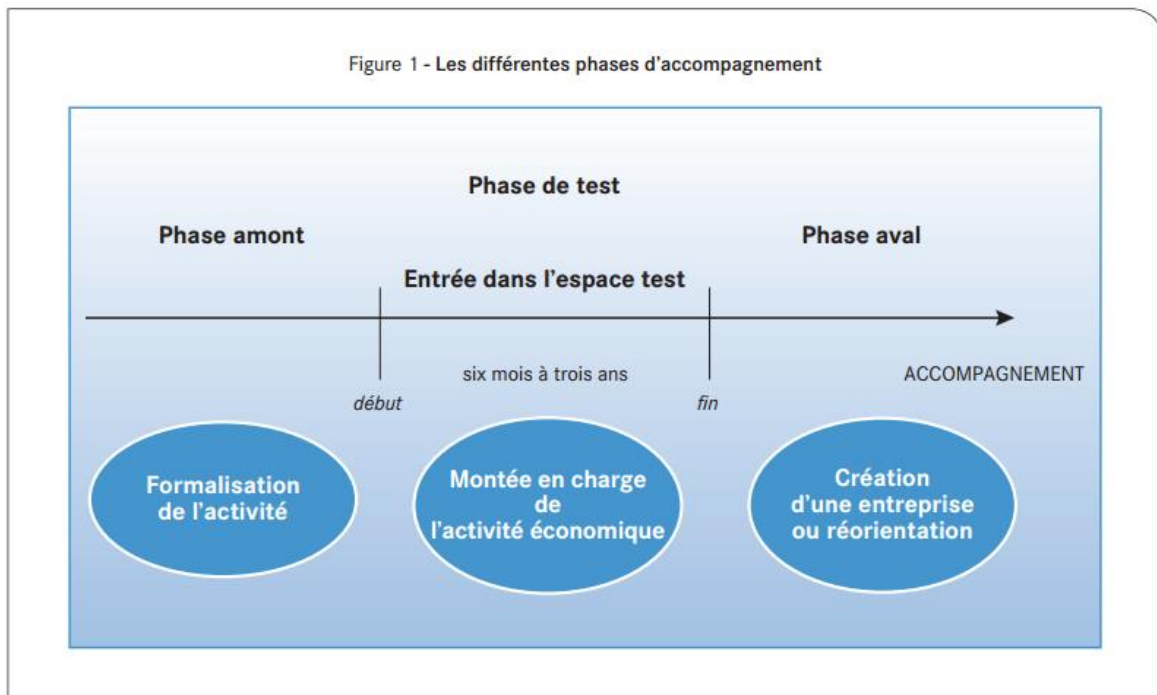 Figure 1 - Les différentes phases d'accompagnement
Phase de test
Phase amont
Phase aval
Entrée dans l'espace test
six mois à trois ans
ACCOMPAGNEMENT
début
fin
Formalisation
de l'activité
Montée en charge
de
l'activité économique
Création
d'une entreprise
ou réorientation